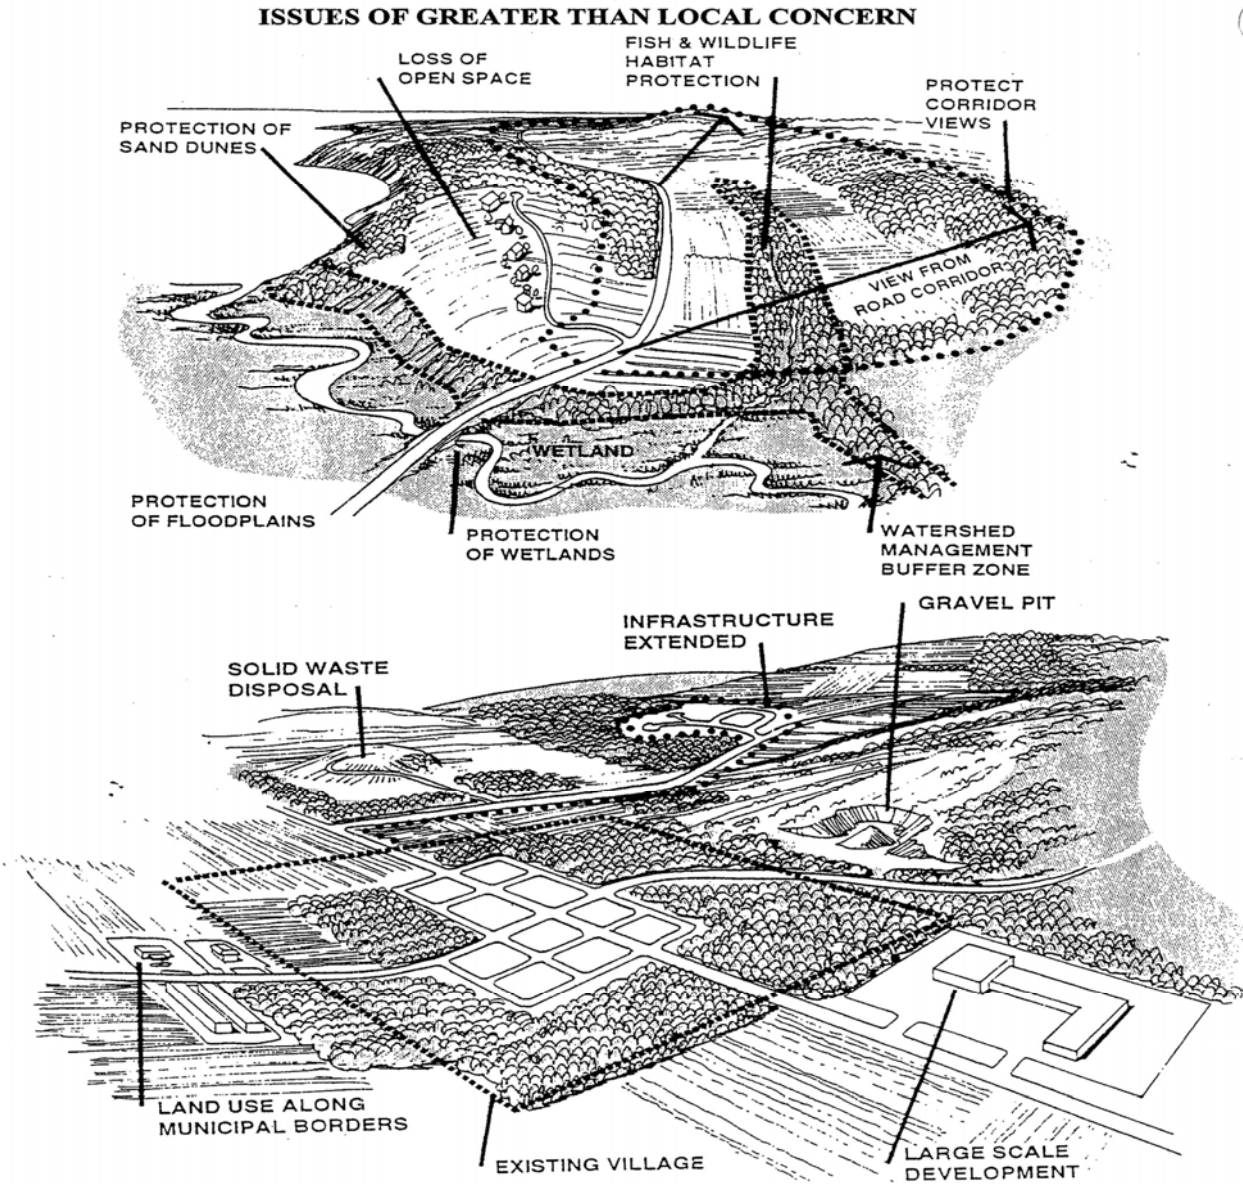 ISSUES OF GREATER THAN LOCAL CONCERN
LOSS OF
OPEN SPACE
FISH & WILDLIFE
HABITAT
PROTECTION
PROTECT
CORRIDOR
VIEWS
PROTECTION OF
SAND DUNES
VIEW FROM
ROAD CORRIDOR
WETLAND
PROTECTION
OF FLOODPLAINS
PROTECTION
OF WETLANDS
WATERSHED
MANAGEMENT
BUFFER ZONE
GRAVEL PIT
INFRASTRUCTURE
EXTENDED
SOLID WASTE
DISPOSAL
LAND USE ALONG
MUNICIPAL BORDERS
EXISTING VILLAGE
LARGE SCALE
DEVELOPMENT